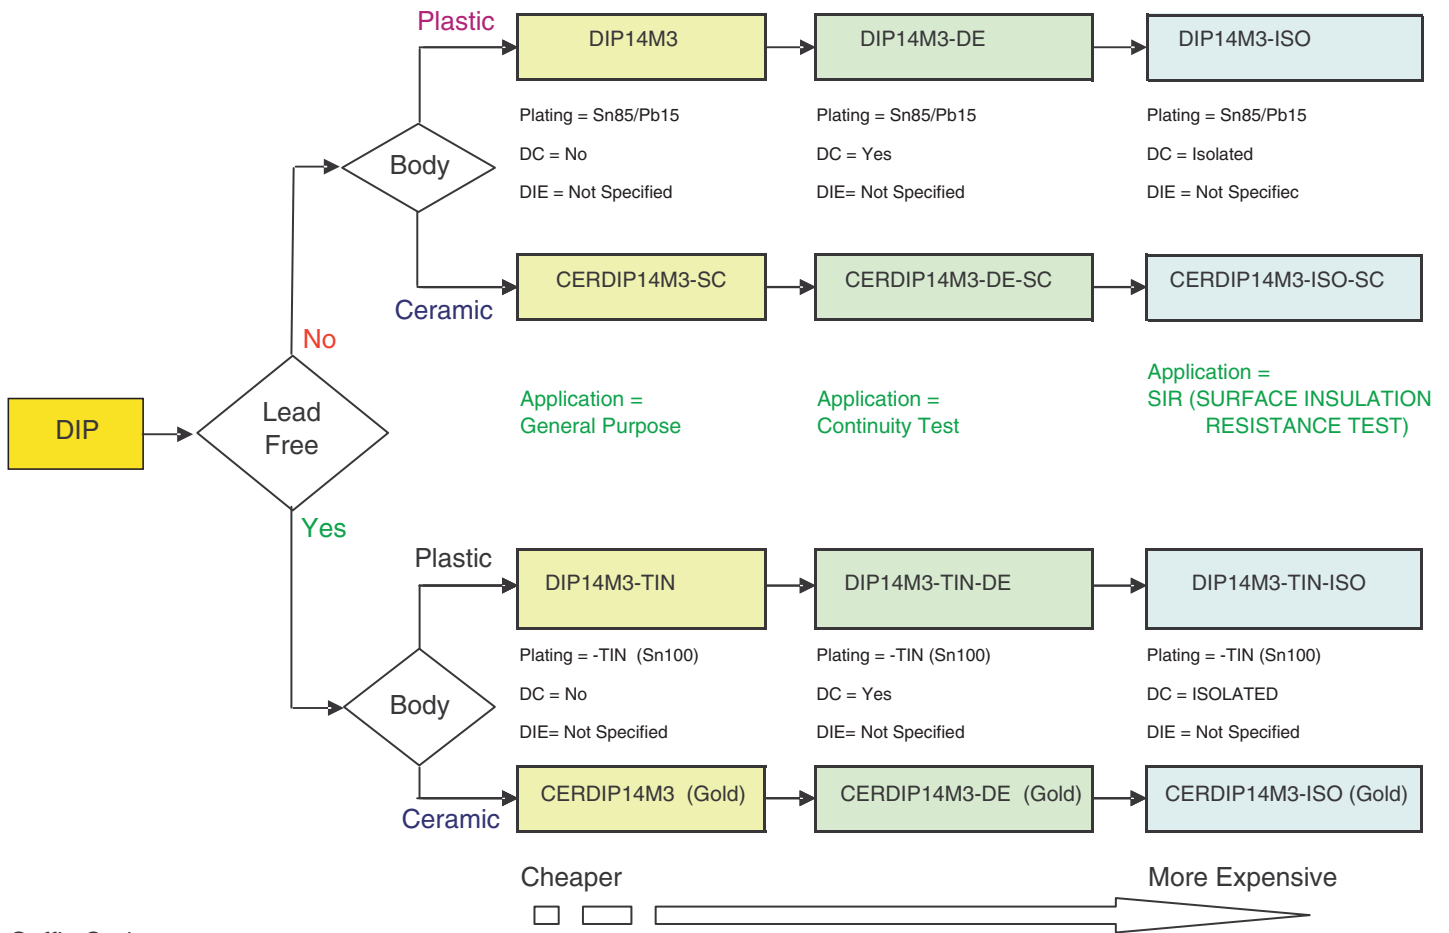 Plastic
DIP14M3
DIP14M3-DE
DIP14M3-ISO
Plating = Sn85/Pb15
Plating = Sn85/Pb15
Plating = Sn85/Pb15
Body
DC = No
DC = Yes
DC = Isolated
DIE = Not Specified
DIE= Not Specified
DIE = Not Specifiec
CERDIP14M3-SC
CERDIP14M3-DE-SC
CERDIP14M3-ISO-SC
Ceramic
No
Application =
General Purpose
Application =
Continuity Test
Application =
SIR (SURFACE INSULATION
RESISTANCE TEST)
DIP
Lead
Free
Yes
Plastic
DIP14M3-TIN
DIP14M3-TIN-DE
DIP14M3-TIN-ISO
Plating = -TIN (Sn100)
Plating = -TIN (Sn100)
Plating = -TIN (Sn100)
Body
DC = No
DC = Yes
DC = ISOLATED
DIE= Not Specified
DIE= Not Specified
DIE = Not Specified
CERDIP14M3 (Gold)
CERDIP14M3-DE (Gold)
CERDIP14M3-ISO (Gold)
Ceramic
Cheaper
More Expensive